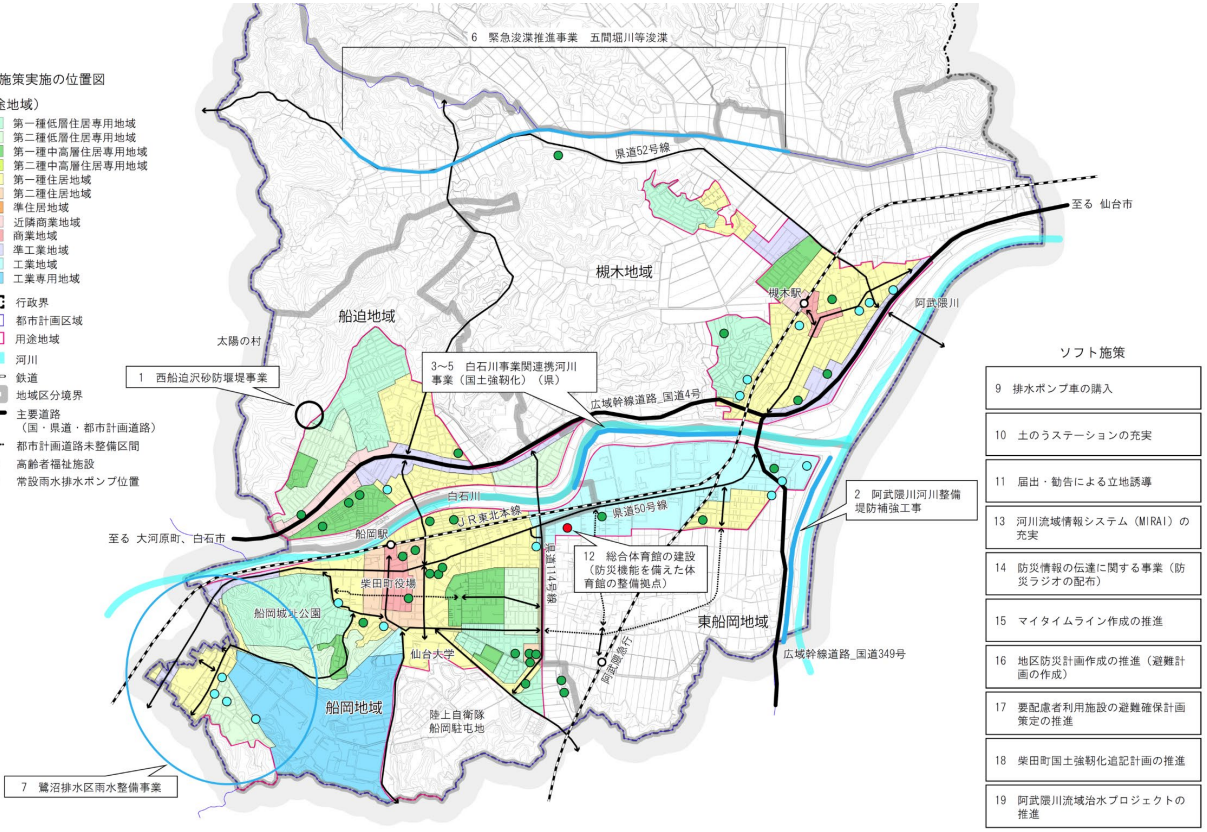 施策実施の位置図
途地域）
第一種低層住居専用地域
第二種低層住居専用地域
第一種中高層住居専用地域
第二種中高層住居専用地域
第一種住居地域
第二種住居地域
準住居地域
近隣商業地域
商業地域
準工業地域
工業地域
工業専用地域
行政界
都市計画区域
用途地域
河川
鉄道
地域区分境界
主要道路
（国・県道・都市計画道路）
都市計画道路未整備区間
高齢者福祉施設
常設雨水排水ポンプ位置
6 緊急浚渫推進事業 五間堀川等浚渫
県道52号線
至る 仙台市
槻木地域
槻木駅
阿武隈川
船迫地域
太陽の村
1 西船迫沢砂防堰堤事業
3～5 白石川事業関連携河川
事業（国土強靭化）（県）
広域幹線道路_国道4号
白石川
JR東北本線
県道50号線
2 阿武隈川河川整備
堤防補強工事
至る 大河原町、白石市
船岡駅
県道114号線
12 総合体育館の建設
（防災機能を備えた体
育館の整備拠点）
柴田町役場
船岡城址公園
仙台大学
東船岡地域
阿武隈急行
広域幹線道路_国道349号
船岡地域
陸上自衛隊
船岡駐屯地
7 鷺沼排水区雨水整備事業
ソフト施策
9 排水ポンプ車の購入
10 土のうステーションの充実
11 届出・勧告による立地誘導
13 河川流域情報システム（MIRAI）の
充実
14 防災情報の伝達に関する事業（防
災ラジオの配布）
15 マイタイムライン作成の推進
16 地区防災計画作成の推進（避難計
画の作成）
17 要配慮者利用施設の避難確保計画
策定の推進
18 柴田町国土強靭化追記計画の推進
19 阿武隈川流域治水プロジェクトの
推進